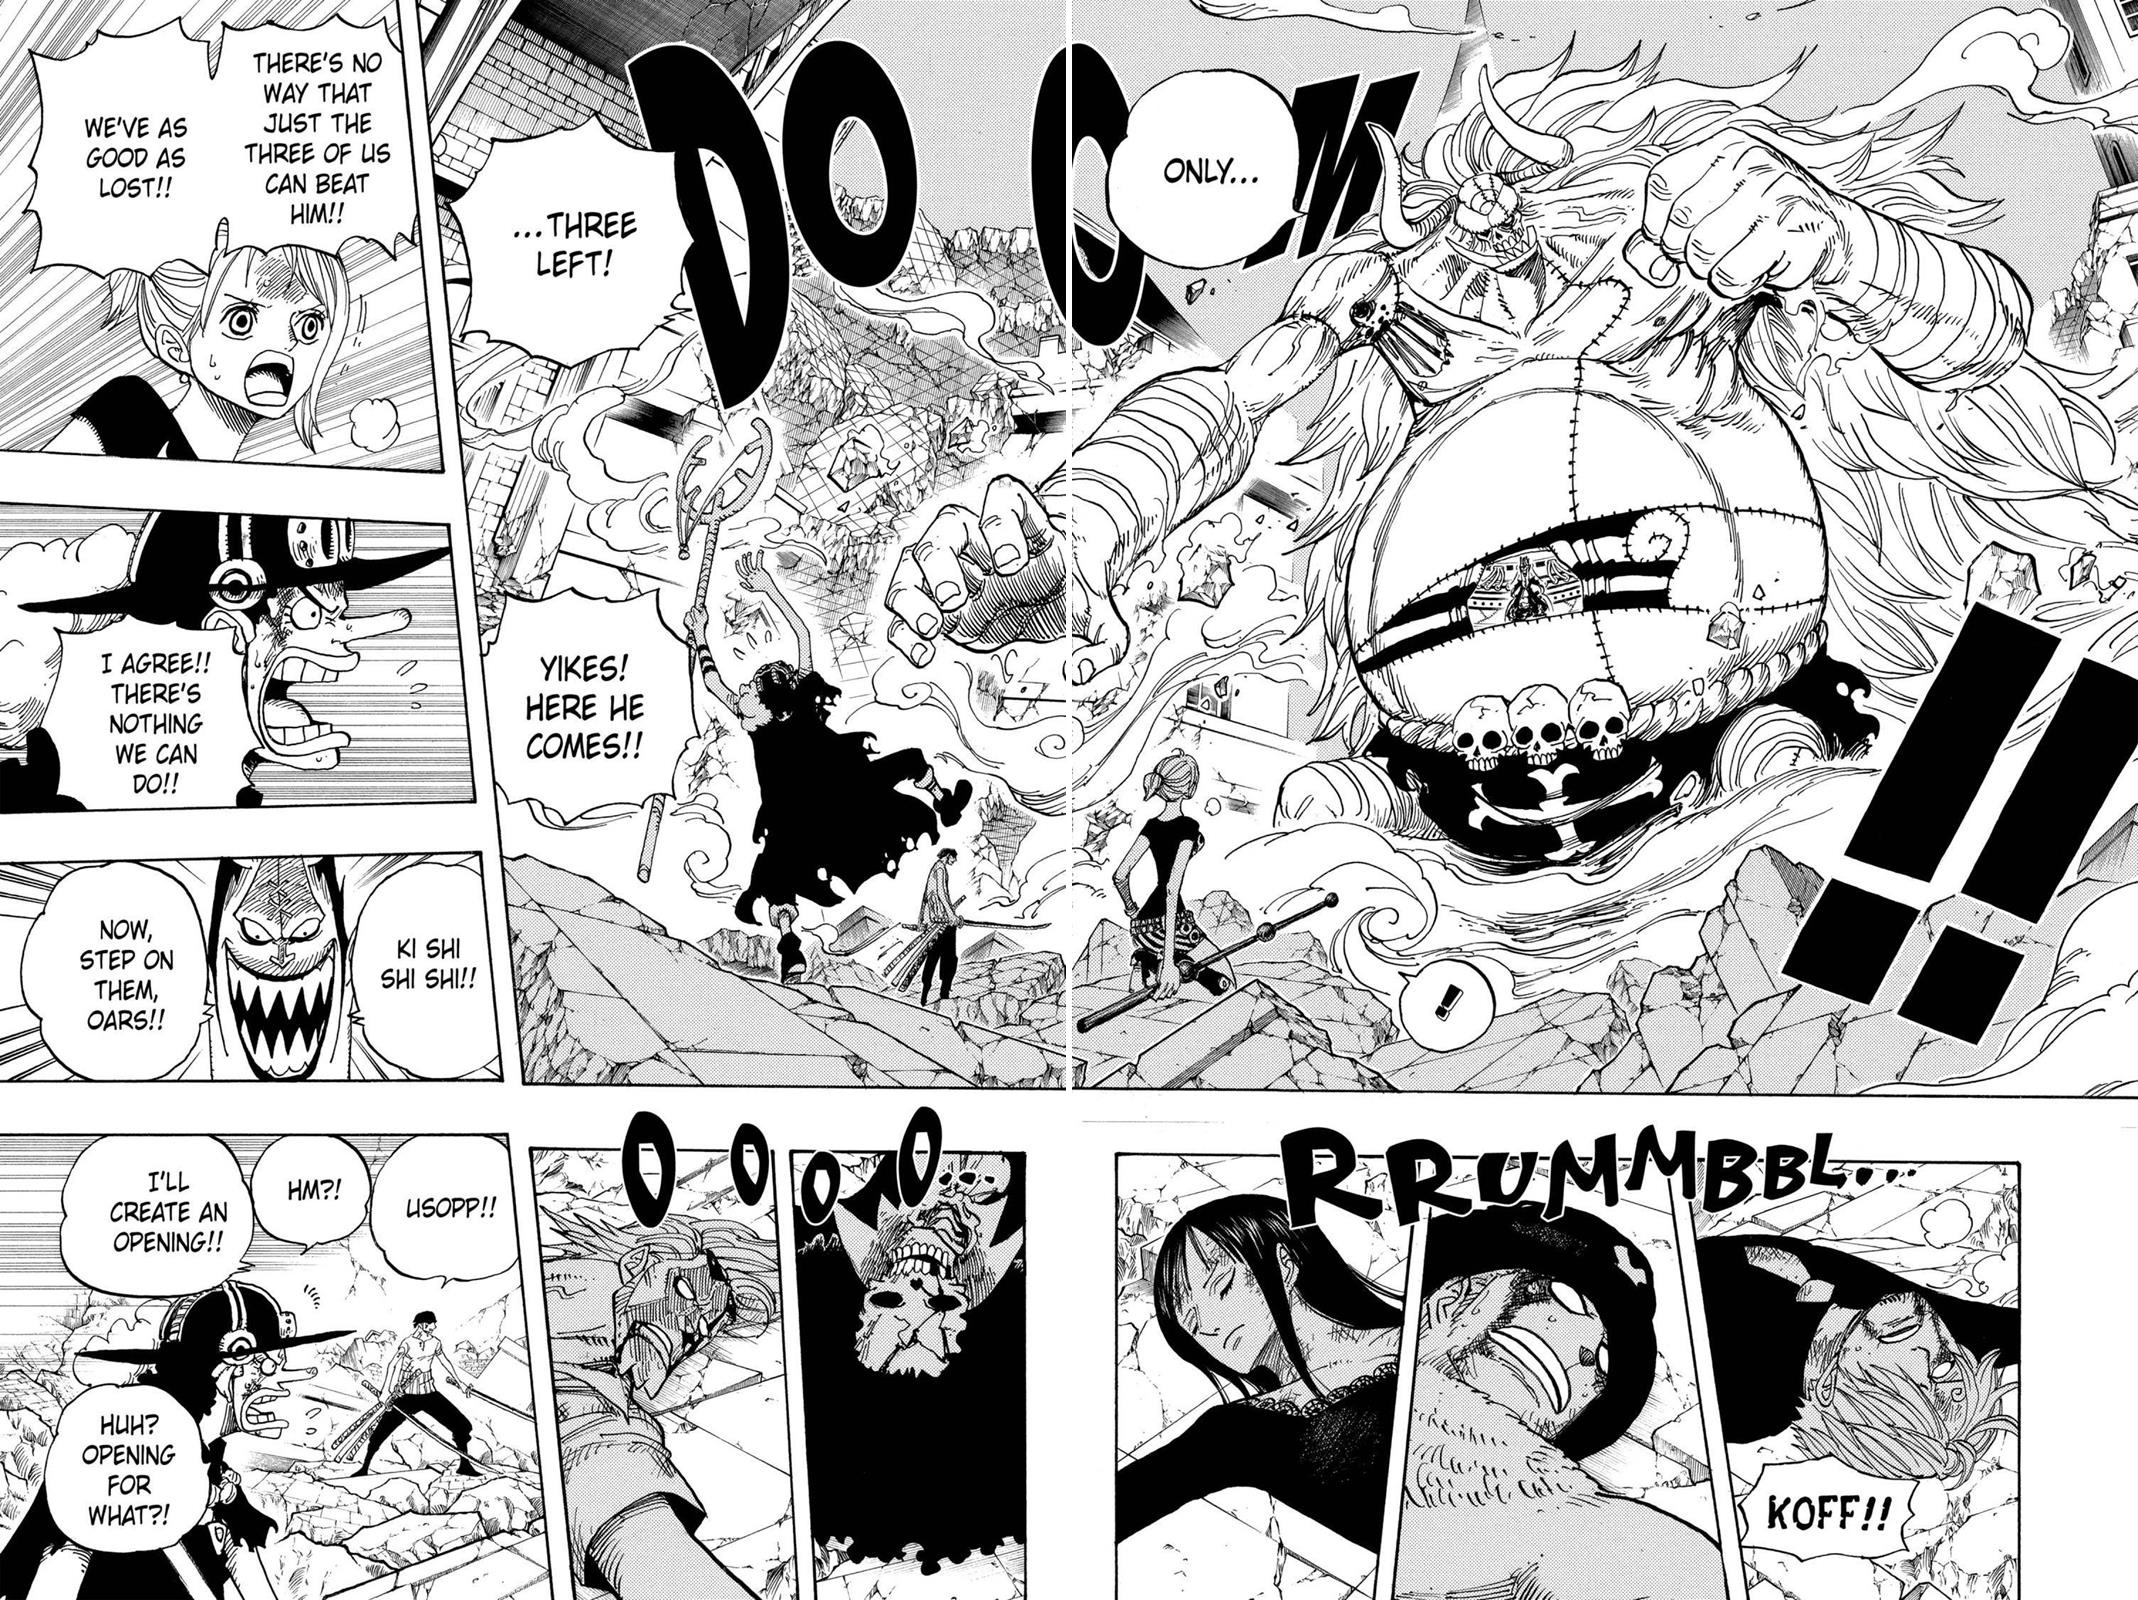 ONLY...
DOOM
!!
!
...THREE
LEFT!
YIKES!
HERE HE
COMES!!
THERE'S NO
WAY THAT
JUST THE
THREE OF US
CAN BEAT
HIM!!
WE'VE AS
GOOD AS
LOST!!
I AGREE!!
THERE'S
NOTHING
WE CAN
DO!!
KI SHI
SHI SHI!!
NOW,
STEP ON
THEM,
OARS!!
RRUMMBBL...
KOFF!!
OOOO
USOPP!!
HM?!
I'LL
CREATE AN
OPENING!!
HUH?
OPENING
FOR
WHAT?!